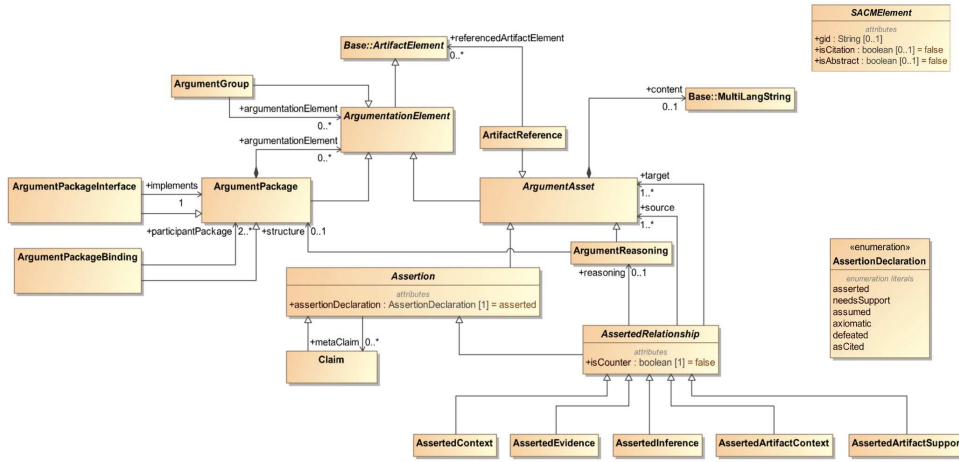 SACMElement
attributes
+gid : String [0..1]
+isCitation : boolean [0..1] = false
+isAbstract : boolean [0..1] = false
Base::ArtifactElement
+referencedArtifactElement
0..*
ArgumentGroup
+argumentationElement
0..*
ArgumentationElement
+content
0..1
Base::MultiLangString
ArtifactReference
+argumentationElement
0..*
ArgumentPackageInterface
+implements
1
ArgumentPackage
ArgumentAsset
+target
1..*
+source
1..*
+participantPackage
2..*
+structure
0..1
ArgumentPackageBinding
ArgumentReasoning
+reasoning
0..1
Assertion
attributes
+assertionDeclaration : AssertionDeclaration [1] = asserted
+metaClaim
0..*
Claim
AssertedRelationship
attributes
+isCounter : boolean [1] = false
«enumeration»
AssertionDeclaration
enumeration literals
asserted
needsSupport
assumed
axiomatic
defeated
asCited
AssertedContext
AssertedEvidence
AssertedInference
AssertedArtifactContext
AssertedArtifactSupport